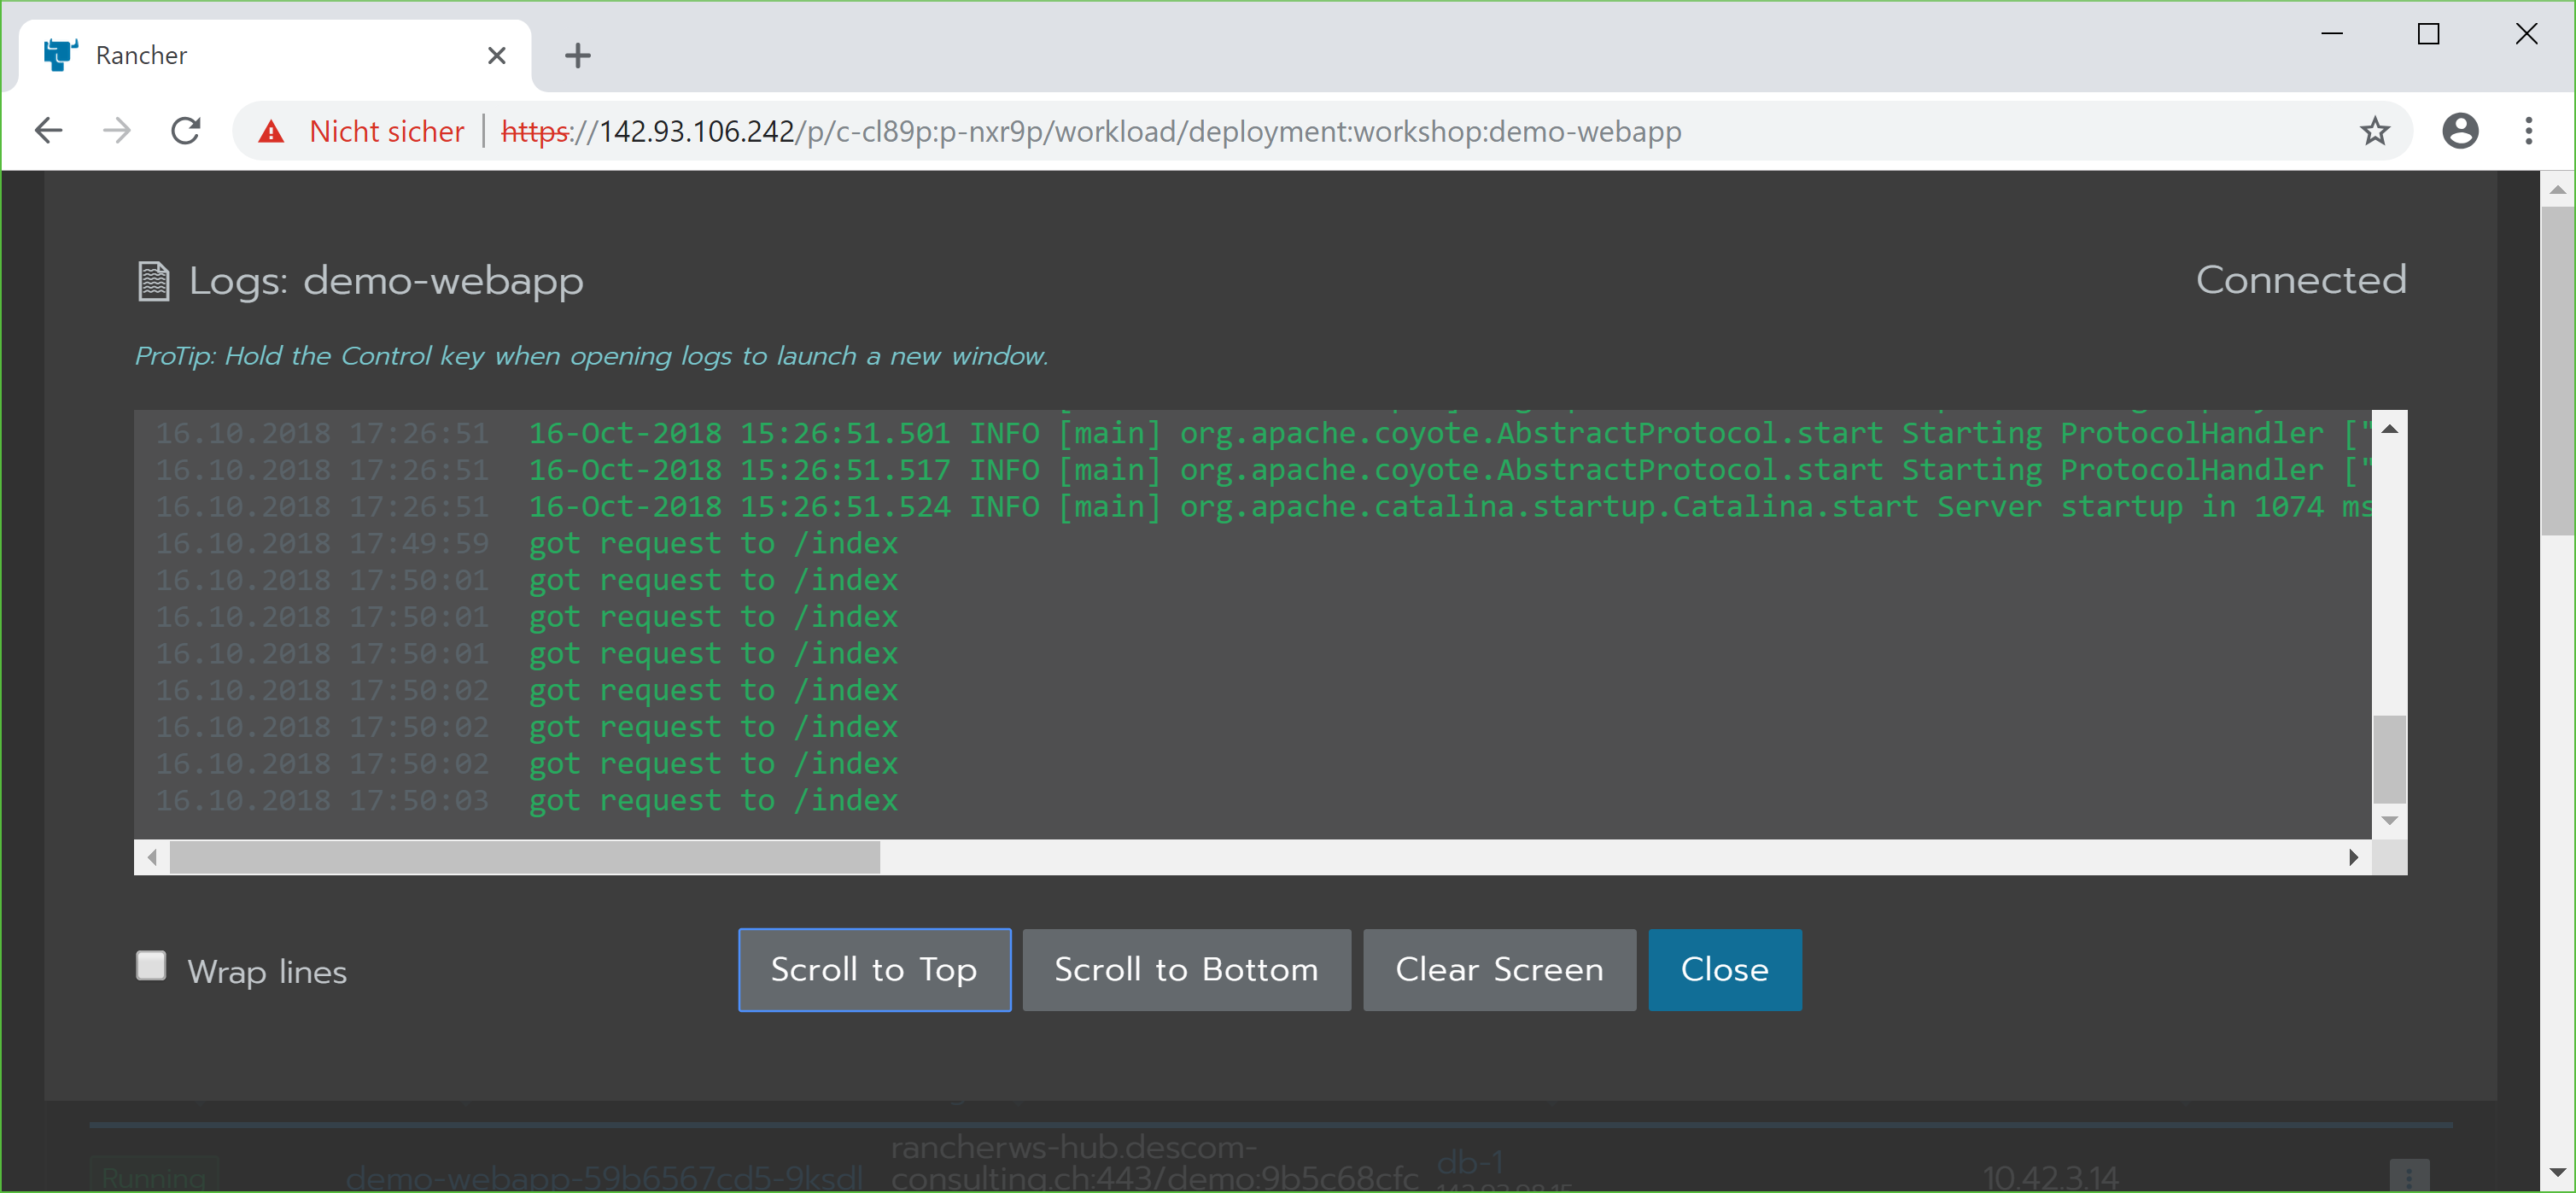 Rancher
Nicht sicher | https://142.93.106.242/p/c-cl89p:p-nxr9p/workload/deployment:workshop:demo-webapp
Logs: demo-webapp
Connected
ProTip: Hold the Control key when opening logs to launch a new window.
16.10.2018 17:26:51 16-Oct-2018 15:26:51.501 INFO [main] org.apache.coyote.AbstractProtocol.start Starting ProtocolHandler ["
16.10.2018 17:26:51 16-Oct-2018 15:26:51.517 INFO [main] org.apache.coyote.AbstractProtocol.start Starting ProtocolHandler ["
16.10.2018 17:26:51 16-Oct-2018 15:26:51.524 INFO [main] org.apache.catalina.startup.Catalina.start Server startup in 1074 ms
16.10.2018 17:49:59 got request to /index
16.10.2018 17:50:01 got request to /index
16.10.2018 17:50:01 got request to /index
16.10.2018 17:50:01 got request to /index
16.10.2018 17:50:02 got request to /index
16.10.2018 17:50:02 got request to /index
16.10.2018 17:50:02 got request to /index
16.10.2018 17:50:03 got request to /index
Wrap lines
Scroll to Top
Scroll to Bottom
Clear Screen
Close
Running
demo-webapp-59b6567cd5-9ksdl
rancherws-hub.descom-
consulting.ch:443/demo:9b5c68cfc
db-1
10.42.3.14